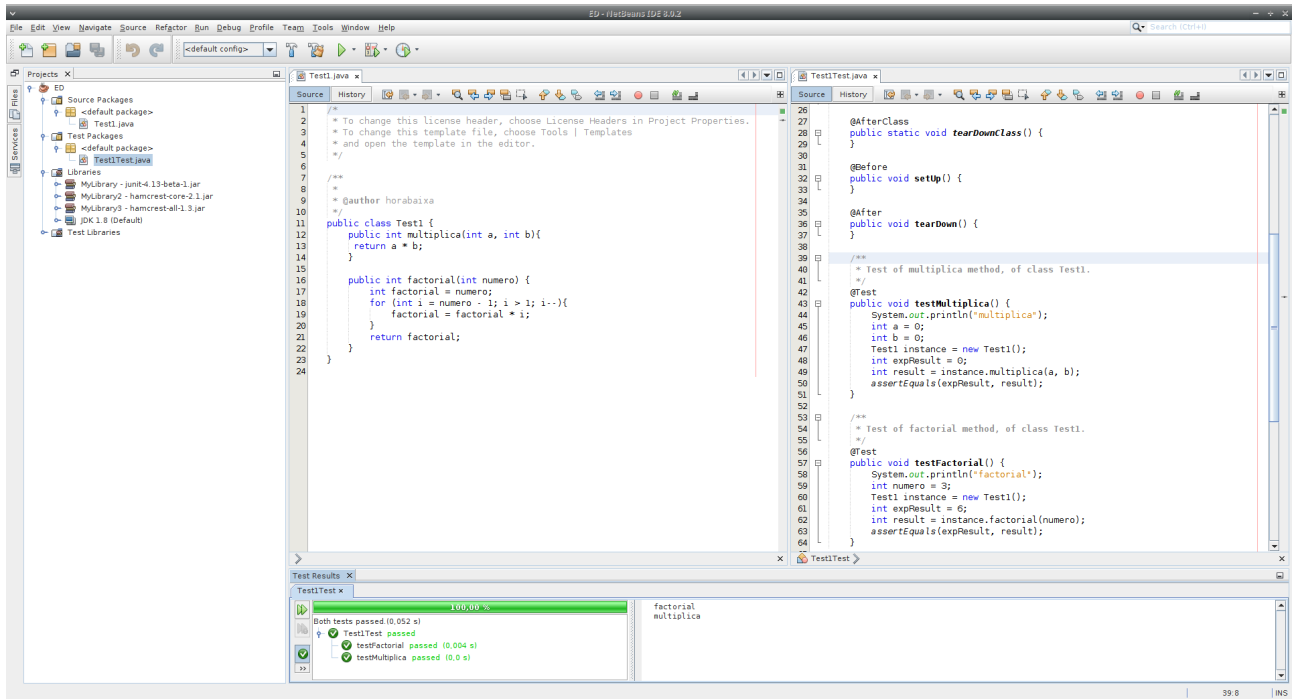 ED - NetBeans IDE 8.0.2
File Edit View Navigate Source Refactor Run Debug Profile Team Tools Window Help
Search (Ctrl+I)
<default config>
Projects
Files
Services
ED
Source Packages
<default package>
Test1.java
Test Packages
<default package>
Test1Test.java
Libraries
MyLibrary - junit-4.13-beta-1.jar
MyLibrary2 - hamcrest-core-2.1.jar
MyLibrary3 - hamcrest-all-1.3.jar
JDK 1.8 (Default)
Test Libraries
Test1.java
Source History
1 /*
2 * To change this license header, choose License Headers in Project Properties.
3 * To change this template file, choose Tools | Templates
4 * and open the template in the editor.
5 */
6
7 /**
8 *
9 * @author horabaixa
10 */
11 public class Test1 {
12 public int multiplica(int a, int b){
13 return a * b;
14 }
15
16 public int factorial(int numero) {
17 int factorial = numero;
18 for (int i = numero - 1; i > 1; i--){
19 factorial = factorial * i;
20 }
21 return factorial;
22 }
23 }
24
Test1Test.java
Source History
26
27 @AfterClass
28 public static void tearDownClass() {
29 }
30
31 @Before
32 public void setUp() {
33 }
34
35 @After
36 public void tearDown() {
37 }
38
39 /**
40 * Test of multiplica method, of class Test1.
41 */
42 @Test
43 public void testMultiplica() {
44 System.out.println("multiplica");
45 int a = 0;
46 int b = 0;
47 Test1 instance = new Test1();
48 int expResult = 0;
49 int result = instance.multiplica(a, b);
50 assertEquals(expResult, result);
51 }
52
53 /**
54 * Test of factorial method, of class Test1.
55 */
56 @Test
57 public void testFactorial() {
58 System.out.println("factorial");
59 int numero = 3;
60 Test1 instance = new Test1();
61 int expResult = 6;
62 int result = instance.factorial(numero);
63 assertEquals(expResult, result);
64 }
Test1Test
Test Results
Test1Test
100,00 %
Both tests passed.(0,052 s)
Test1Test passed
testFactorial passed (0,004 s)
testMultiplica passed (0,0 s)
factorial
multiplica
39:8 INS